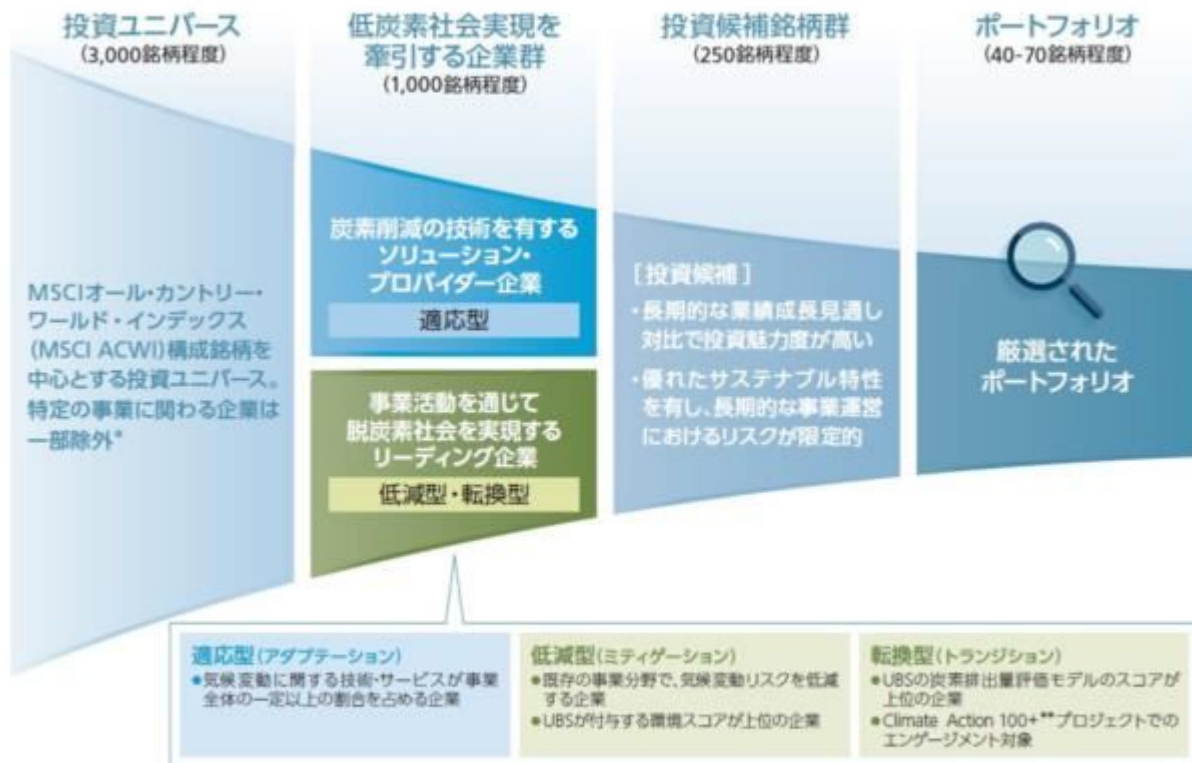 投資ユニバース
(3,000銘柄程度)
MSCIオール・カントリー・
ワールド・インデックス
(MSCI ACWI)構成銘柄を
中心とする投資ユニバース。
特定の事業に関わる企業は
一部除外*
低炭素社会実現を
牽引する企業群
(1,000銘柄程度)
炭素削減の技術を有する
ソリューション・
プロバイダー企業
適応型
事業活動を通じて
脱炭素社会を実現する
リーディング企業
低減型・転換型
投資候補銘柄群
(250銘柄程度)
[投資候補]
・長期的な業績成長見通し
対比で投資魅力度が高い
・優れたサステナブル特性
を有し、長期的な事業運営
におけるリスクが限定的
ポートフォリオ
(40-70銘柄程度)
厳選された
ポートフォリオ
適応型(アダプテーション)
●気候変動に関する技術・サービスが事業
全体の一定以上の割合を占める企業
低減型(ミティゲーション)
●既存の事業分野で、気候変動リスクを低減
する企業
●UBSが付与する環境スコアが上位の企業
転換型(トランジション)
●UBSの炭素排出量評価モデルのスコアが
上位の企業
●Climate Action 100+**プロジェクトでの
エンゲージメント対象